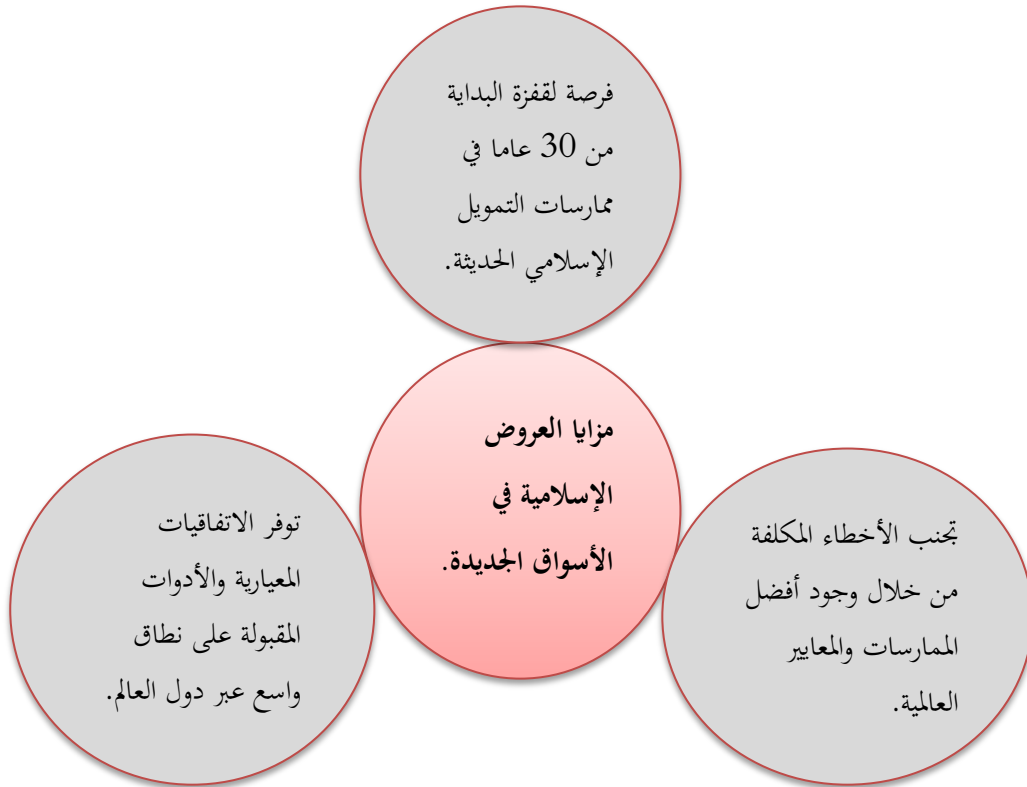 فرصة لقفزة البداية
من 30 عاما في
ممارسات التمويل
الإسلامي الحديثة.
مزايا العروض
الإسلامية في
الأسواق الجديدة.
تجنب الأخطاء المكلفة
من خلال وجود أفضل
الممارسات والمعايير
العالمية.
توفر الاتفاقيات
المعيارية والأدوات
المقبولة على نطاق
واسع عبر دول العالم.